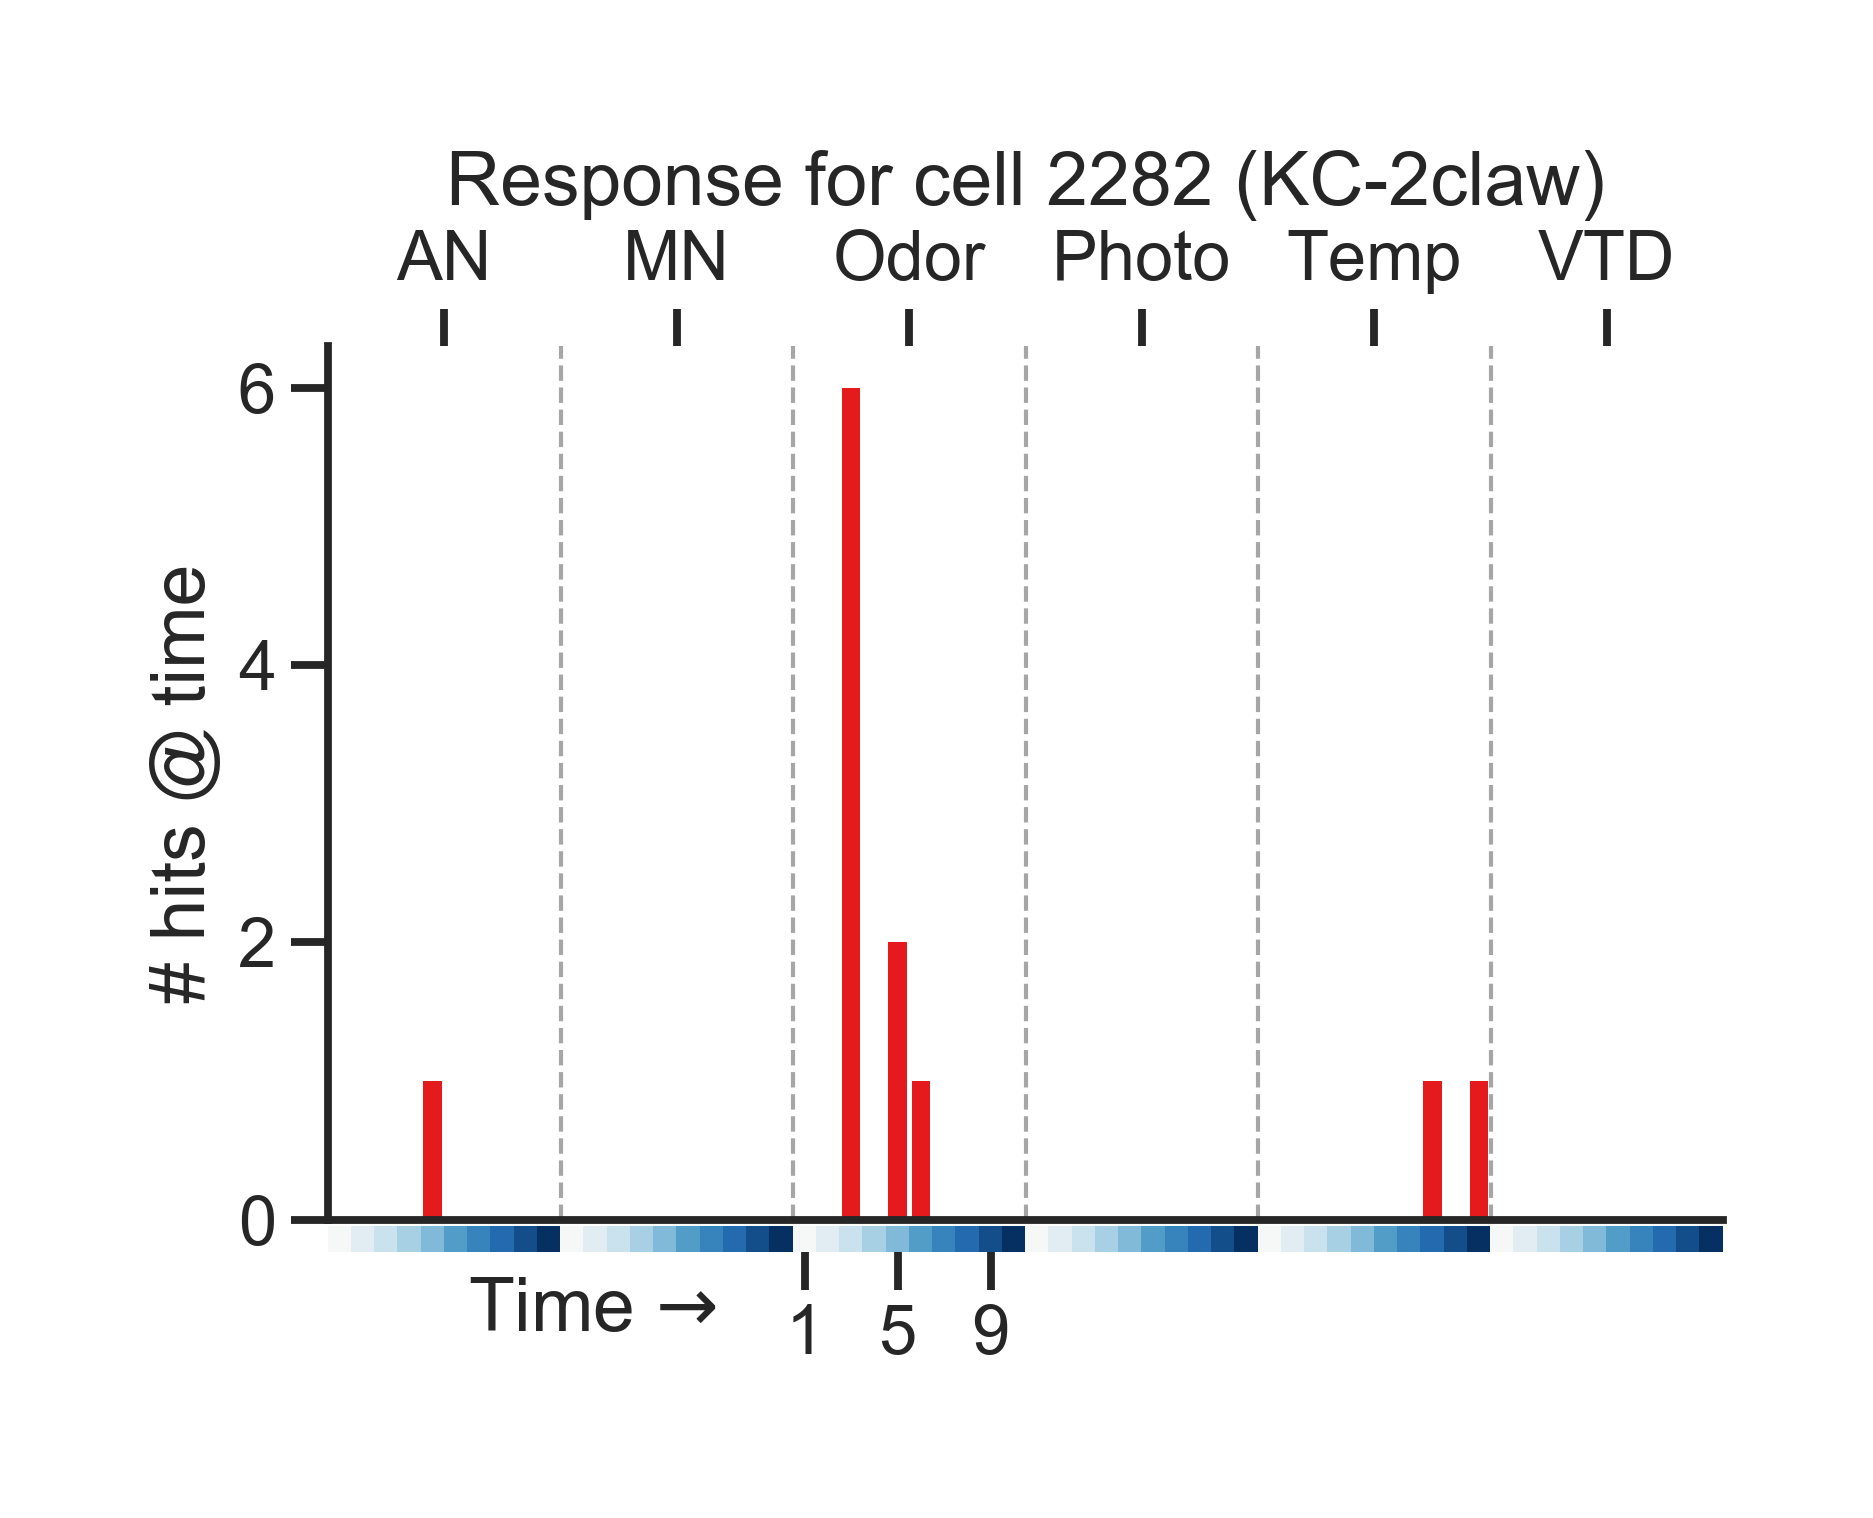 Response for cell 2282 (KC-2claw)
AN MN Odor Photo Temp VTD
# hits @ time
6
4
2
0
Time → 1 5 9